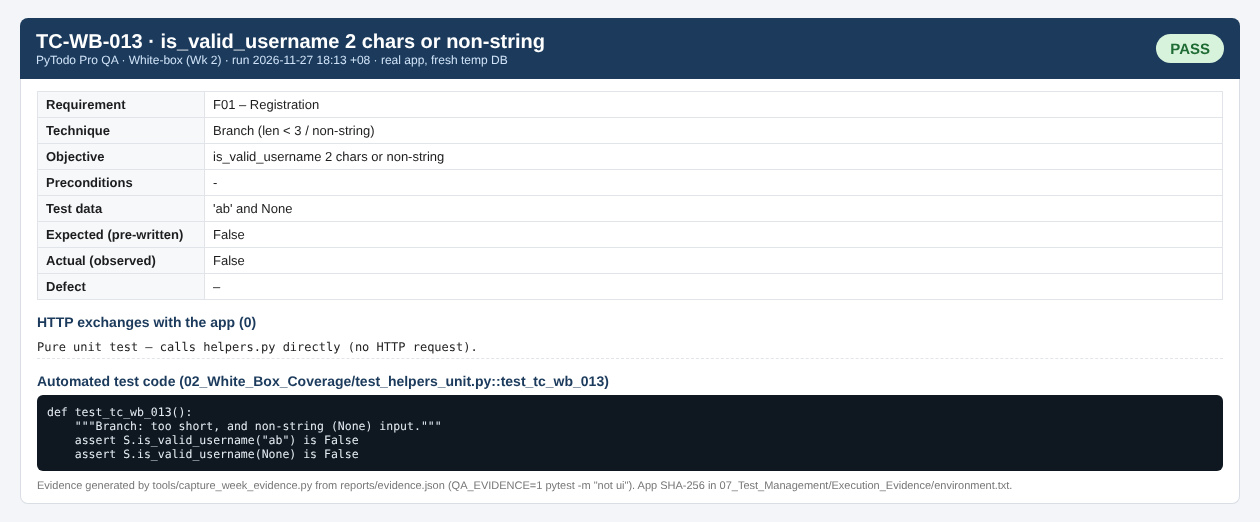 TC-WB-013 · is_valid_username 2 chars or non-string
PyTodo Pro QA · White-box (Wk 2) · run 2026-11-27 18:13 +08 · real app, fresh temp DB
PASS
Requirement F01 – Registration
Technique Branch (len < 3 / non-string)
Objective is_valid_username 2 chars or non-string
Preconditions -
Test data 'ab' and None
Expected (pre-written) False
Actual (observed) False
Defect –
HTTP exchanges with the app (0)
Pure unit test — calls helpers.py directly (no HTTP request).
Automated test code (02_White_Box_Coverage/test_helpers_unit.py::test_tc_wb_013)
def test_tc_wb_013():
    """Branch: too short, and non-string (None) input."""
    assert S.is_valid_username("ab") is False
    assert S.is_valid_username(None) is False
Evidence generated by tools/capture_week_evidence.py from reports/evidence.json (QA_EVIDENCE=1 pytest -m "not ui"). App SHA-256 in 07_Test_Management/Execution_Evidence/environment.txt.